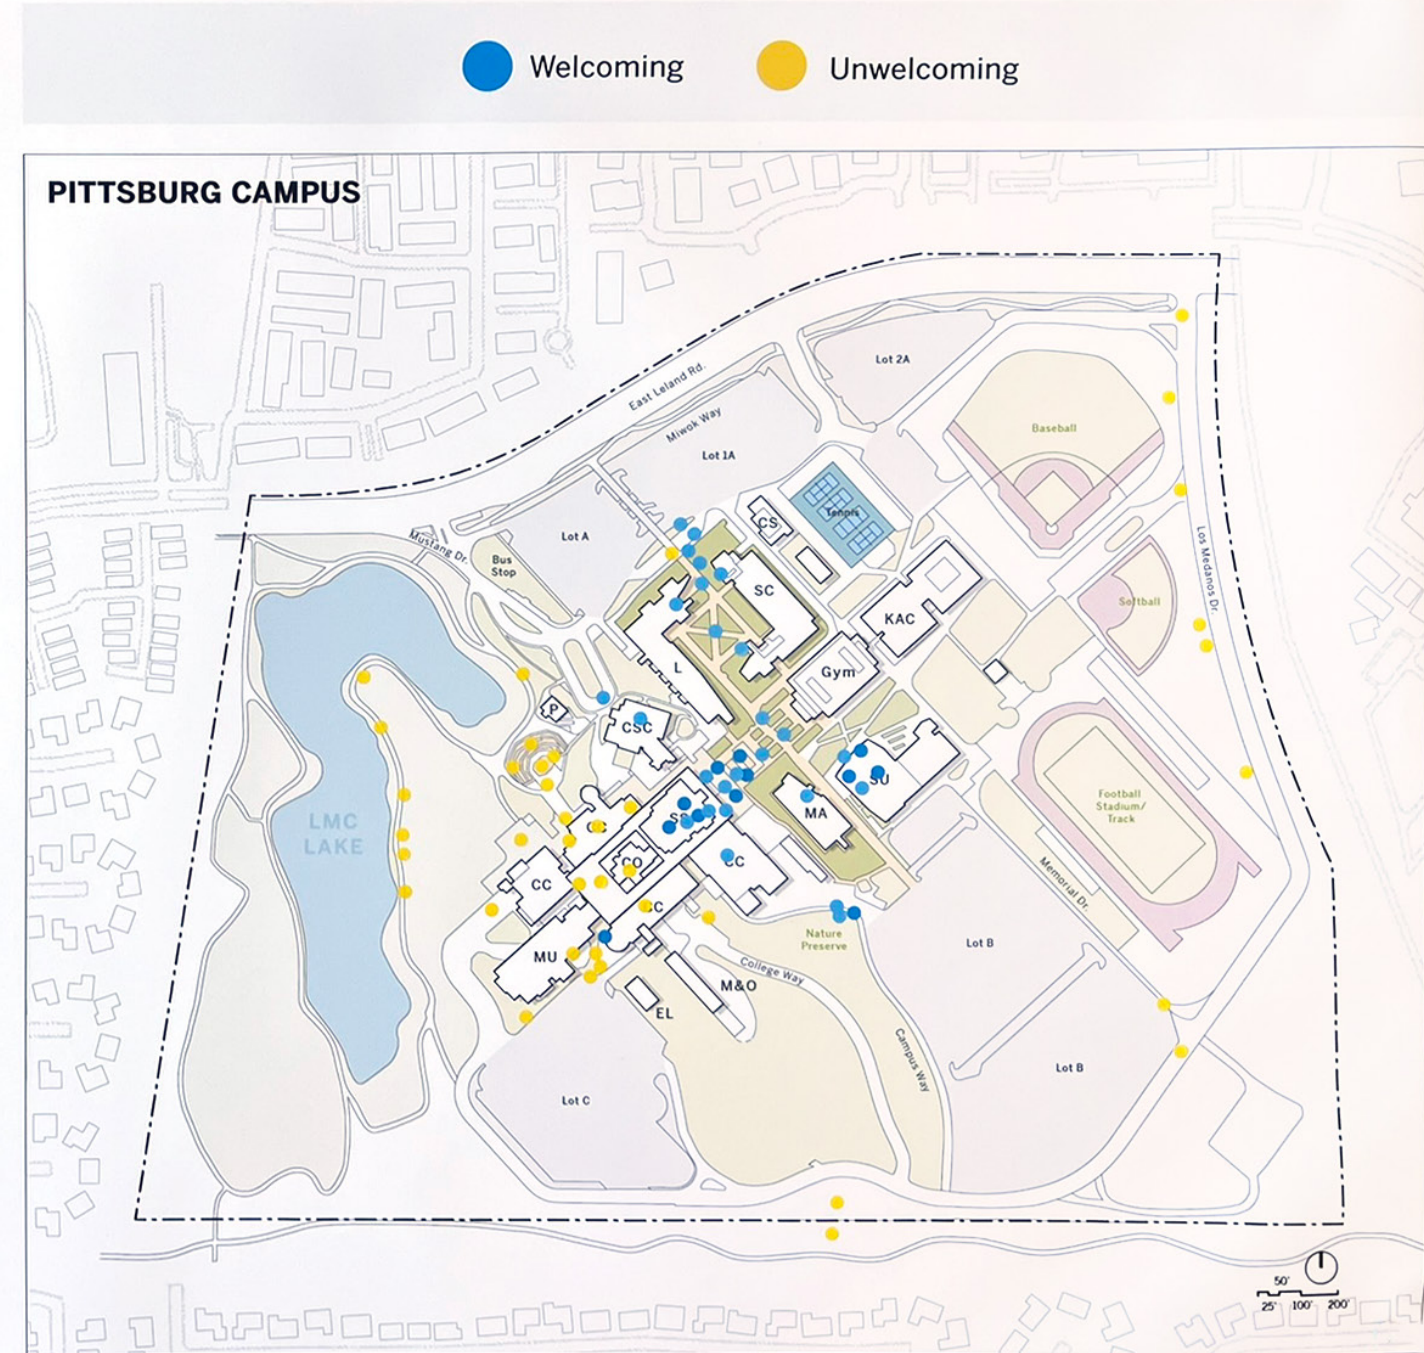 Welcoming
Unwelcoming
PITTSBURG CAMPUS
East Leland Rd.
Lot 2A
Miwok Way
Lot 1A
Baseball
Tennis
CS
Lot A
Mustang Dr.
Bus
Stop
Los Medanos Dr.
SC
Softball
KAC
L
Gym
P
CSC
SU
LMC
LAKE
MA
Football
Stadium/
Track
CO
CC
CC
CC
Memorial Dr.
MU
Nature
Preserve
Lot B
College Way
M&O
EL
Campus Way
Lot B
Lot C
50'
25' 100' 200'